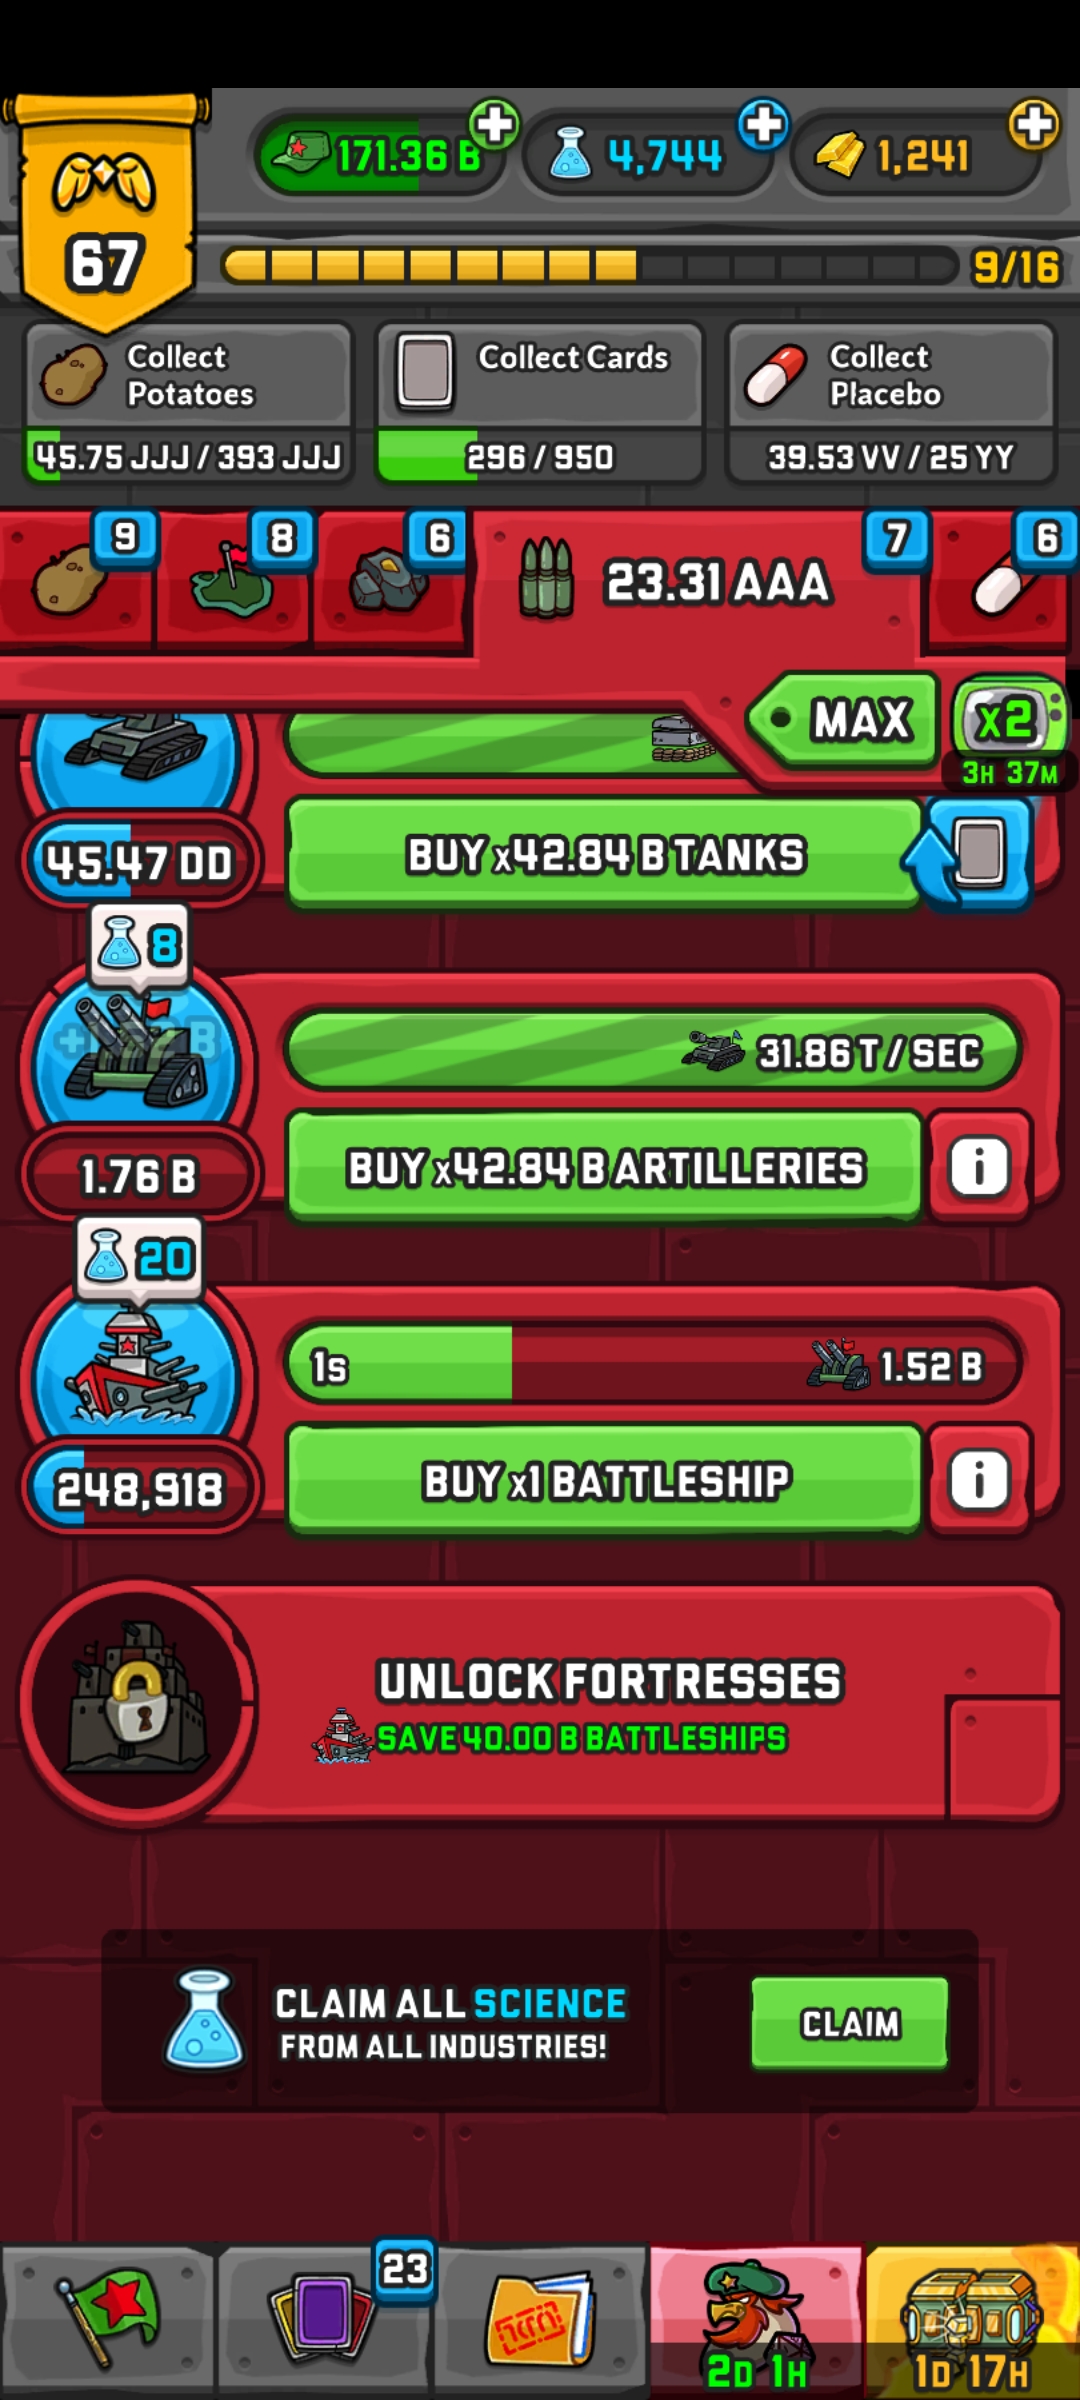 171.36 B
4,744
1,241
67
9/16
Collect
Potatoes
45.75 JJJ / 393 JJJ
Collect Cards
296 / 950
Collect
Placebo
39.53 VV / 25 YY
9
8
6
23.31 AAA
7
6
MAX
x2
3H 37M
45.47 DD
BUY x42.84 B TANKS
8
31.86 T / SEC
1.76 B
BUY x42.84 B ARTILLERIES
20
1s
1.52 B
248,918
BUY x1 BATTLESHIP
UNLOCK FORTRESSES
SAVE 40.00 B BATTLESHIPS
CLAIM ALL SCIENCE
FROM ALL INDUSTRIES!
CLAIM
23
2D 1H
1D 17H